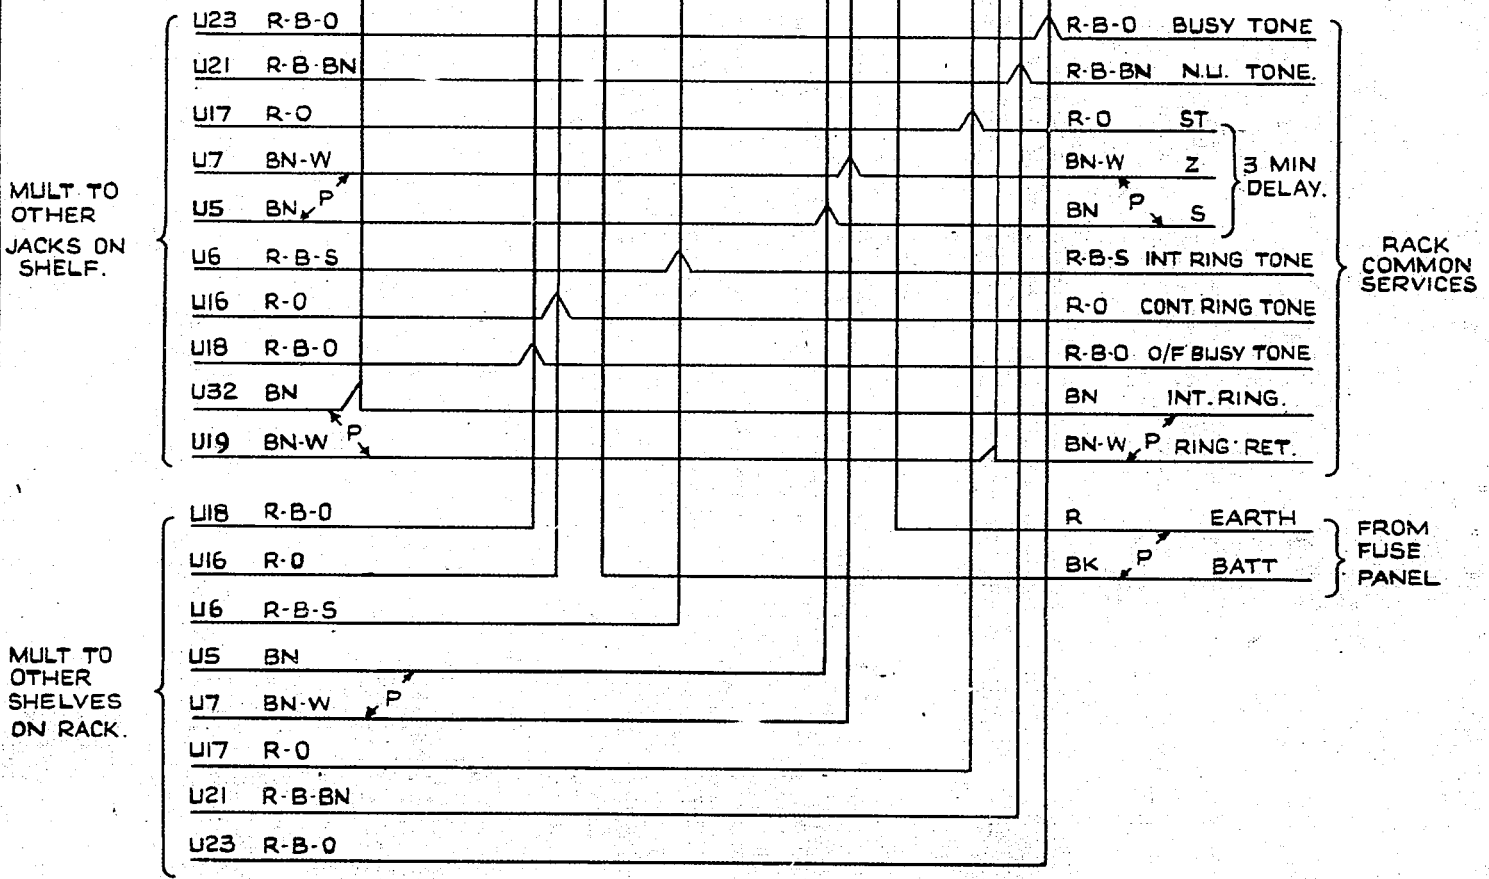 U23 R-B-O
R-B-O BUSY TONE
U21 R-B-BN
R-B-BN N.U. TONE.
U17 R-O
R-O ST
U7 BN-W
BN-W Z
P
P
U5 BN
BN S
3 MIN
DELAY.
MULT TO
OTHER
JACKS ON
SHELF.
U6 R-B-S
R-B-S INT RING TONE
U16 R-O
R-O CONT RING TONE
U18 R-B-O
R-B-O O/F BUSY TONE
U32 BN
BN INT. RING.
P
P
U19 BN-W
BN-W RING RET.
RACK
COMMON
SERVICES
U18 R-B-O
R EARTH
P
U16 R-O
BK BATT
FROM
FUSE
PANEL
U6 R-B-S
U5 BN
P
U7 BN-W
MULT TO
OTHER
SHELVES
ON RACK.
U17 R-O
U21 R-B-BN
U23 R-B-O